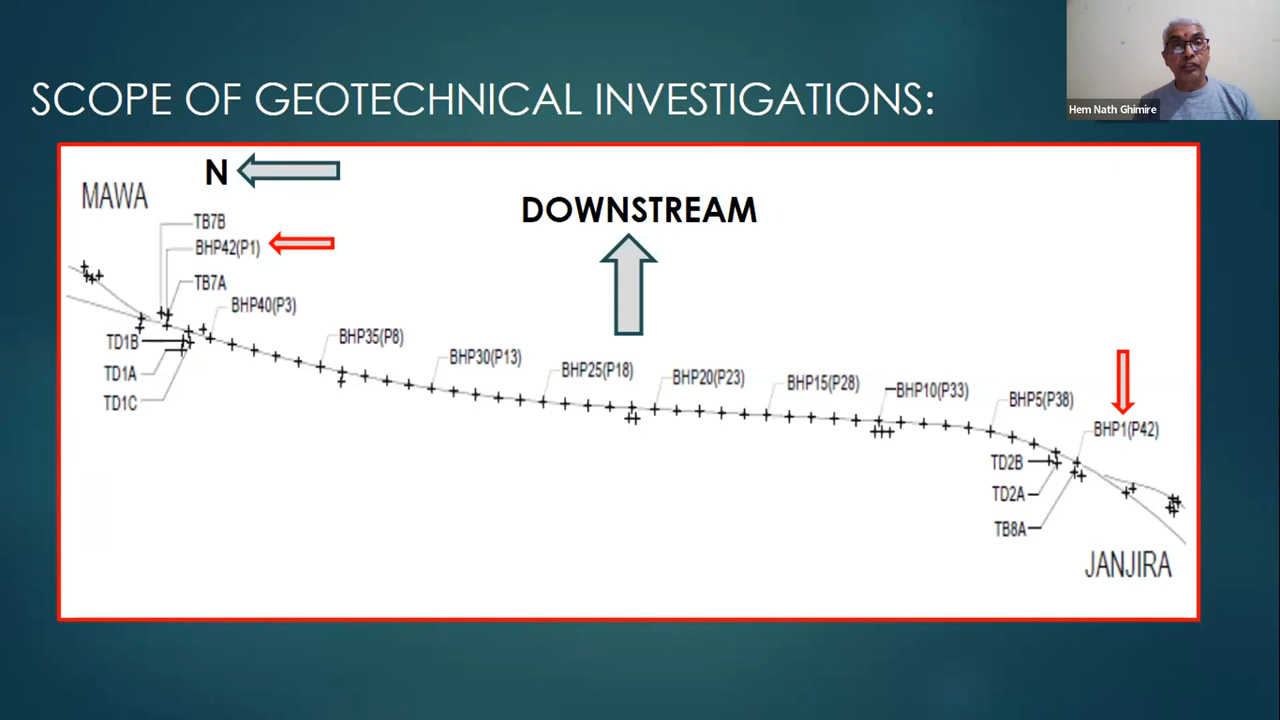 SCOPE OF GEOTECHNICAL INVESTIGATIONS:
Hem Nath Ghimire
N
MAWA
DOWNSTREAM
TB7B
BHP42(P1)
TB7A
BHP40(P3)
TD1B
BHP35(P8)
BHP30(P13)
TD1A
BHP25(P18)
BHP20(P23)
BHP15(P28)
BHP10(P33)
TD1C
BHP5(P38)
BHP1(P42)
TD2B
TD2A
TB8A
JANJIRA